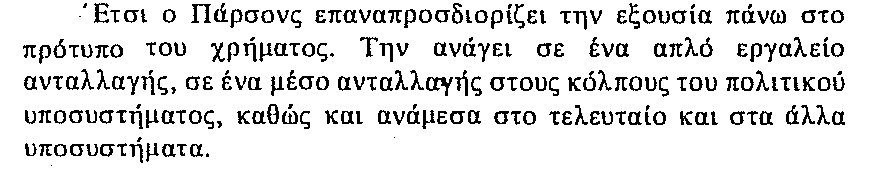 Έτσι ο Πάρσονς επαναπροσδιορίζει την εξουσία πάνω στο
πρότυπο του χρήματος. Την ανάγει σε ένα απλό εργαλείο
ανταλλαγής, σε ένα μέσο ανταλλαγής στους κόλπους του πολιτικού
υποσυστήματος, καθώς και ανάμεσα στο τελευταίο και στα άλλα
υποσυστήματα.